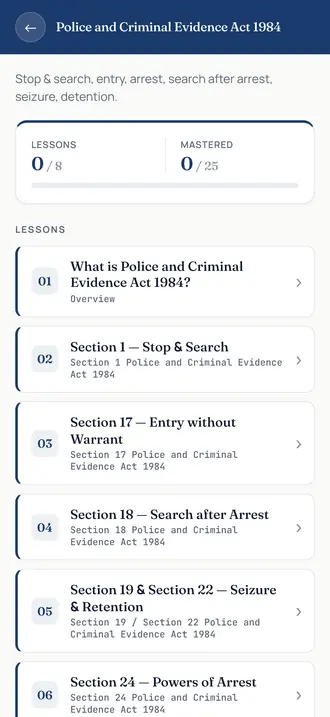 Police and Criminal Evidence Act 1984
Stop & search, entry, arrest, search after arrest,
seizure, detention.
LESSONS
0 / 8
MASTERED
0 / 25
LESSONS
01
What is Police and Criminal
Evidence Act 1984?
Overview
02
Section 1 — Stop & Search
Section 1 Police and Criminal Evidence
Act 1984
03
Section 17 — Entry without
Warrant
Section 17 Police and Criminal
Evidence Act 1984
04
Section 18 — Search after Arrest
Section 18 Police and Criminal
Evidence Act 1984
05
Section 19 & Section 22 — Seizure
& Retention
Section 19 / Section 22 Police and
Criminal Evidence Act 1984
06
Section 24 — Powers of Arrest
Section 24 Police and Criminal
Evidence Act 1984